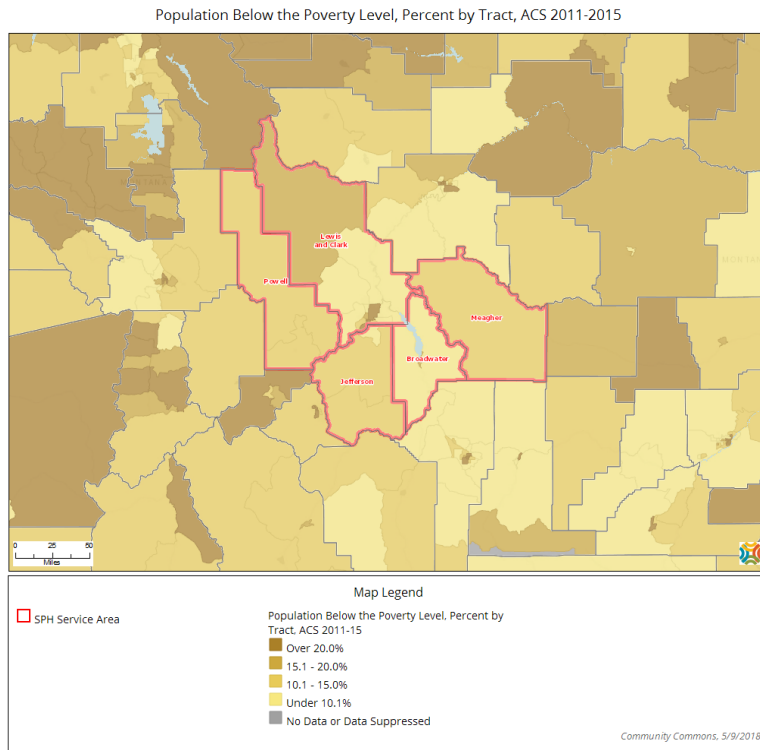 Population Below the Poverty Level, Percent by Tract, ACS 2011-2015
MONTANA
Lewis
and Clark
MONTAN
Powell
Meagher
Broadwater
Jefferson
0 25 50
Miles
Map Legend
SPH Service Area
Population Below the Poverty Level, Percent by
Tract, ACS 2011-15
Over 20.0%
15.1 - 20.0%
10.1 - 15.0%
Under 10.1%
No Data or Data Suppressed
Community Commons, 5/9/2018